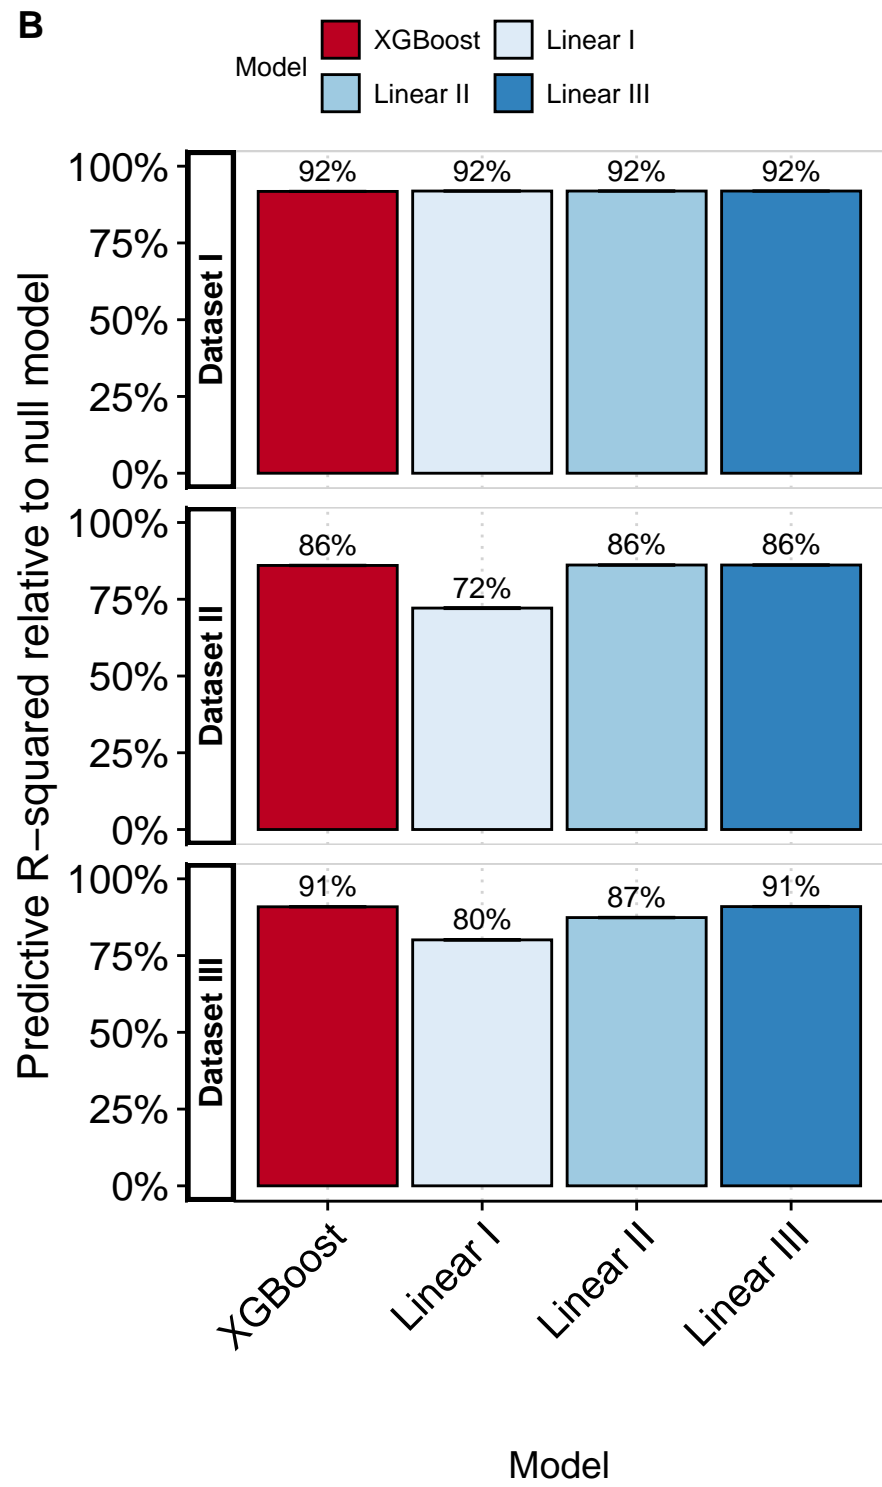 B
Model
XGBoost
Linear I
Linear II
Linear III
Predictive R−squared relative to null model
Dataset I
100%
75%
50%
25%
0%
92%
92%
92%
92%
Dataset II
100%
75%
50%
25%
0%
86%
72%
86%
86%
Dataset III
100%
75%
50%
25%
0%
91%
80%
87%
91%
XGBoost
Linear I
Linear II
Linear III
Model